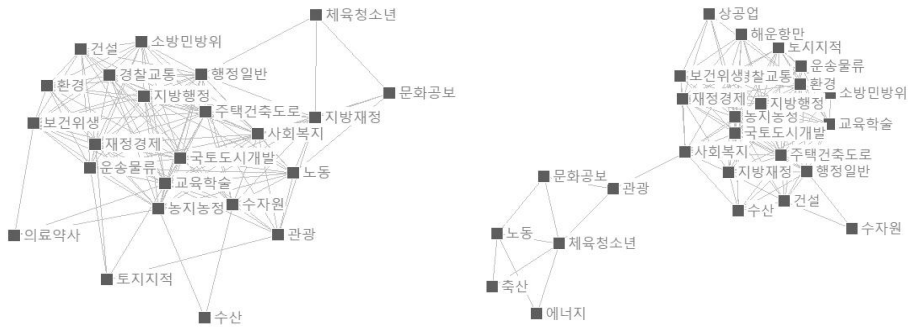 체육청소년
건설
소방민방위
경찰교통
행정일반
환경
지방행정
문화공보
주택건축도로
지방재정
보건위생
사회복지
재정경제
국토도시개발
운송물류
노동
교육학술
농지농정
수자원
의료약사
관광
토지지적
수산
상공업
해운항만
토지지적
운송물류
보건위생
경찰교통
환경
소방민방위
재정경제
지방행정
농지농정
교육학술
국토도시개발
사회복지
주택건축도로
지방재정
행정일반
문화공보
관광
수산
건설
수자원
노동
체육청소년
축산
에너지